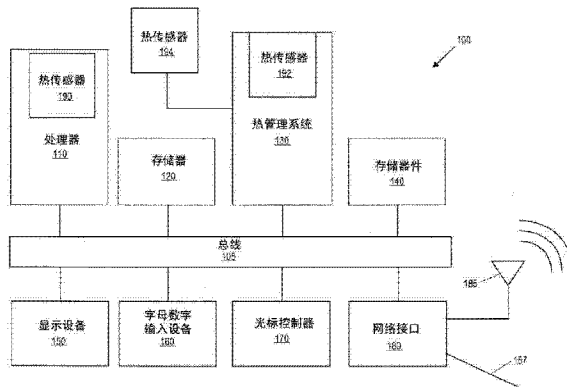 热传感器
194
100
热传感器
190
处理器
110
存储器
120
热传感器
192
热管理系统
130
存储器件
140
总线
105
显示设备
150
字母数字
输入设备
160
光标控制器
170
网络接口
180
185
187